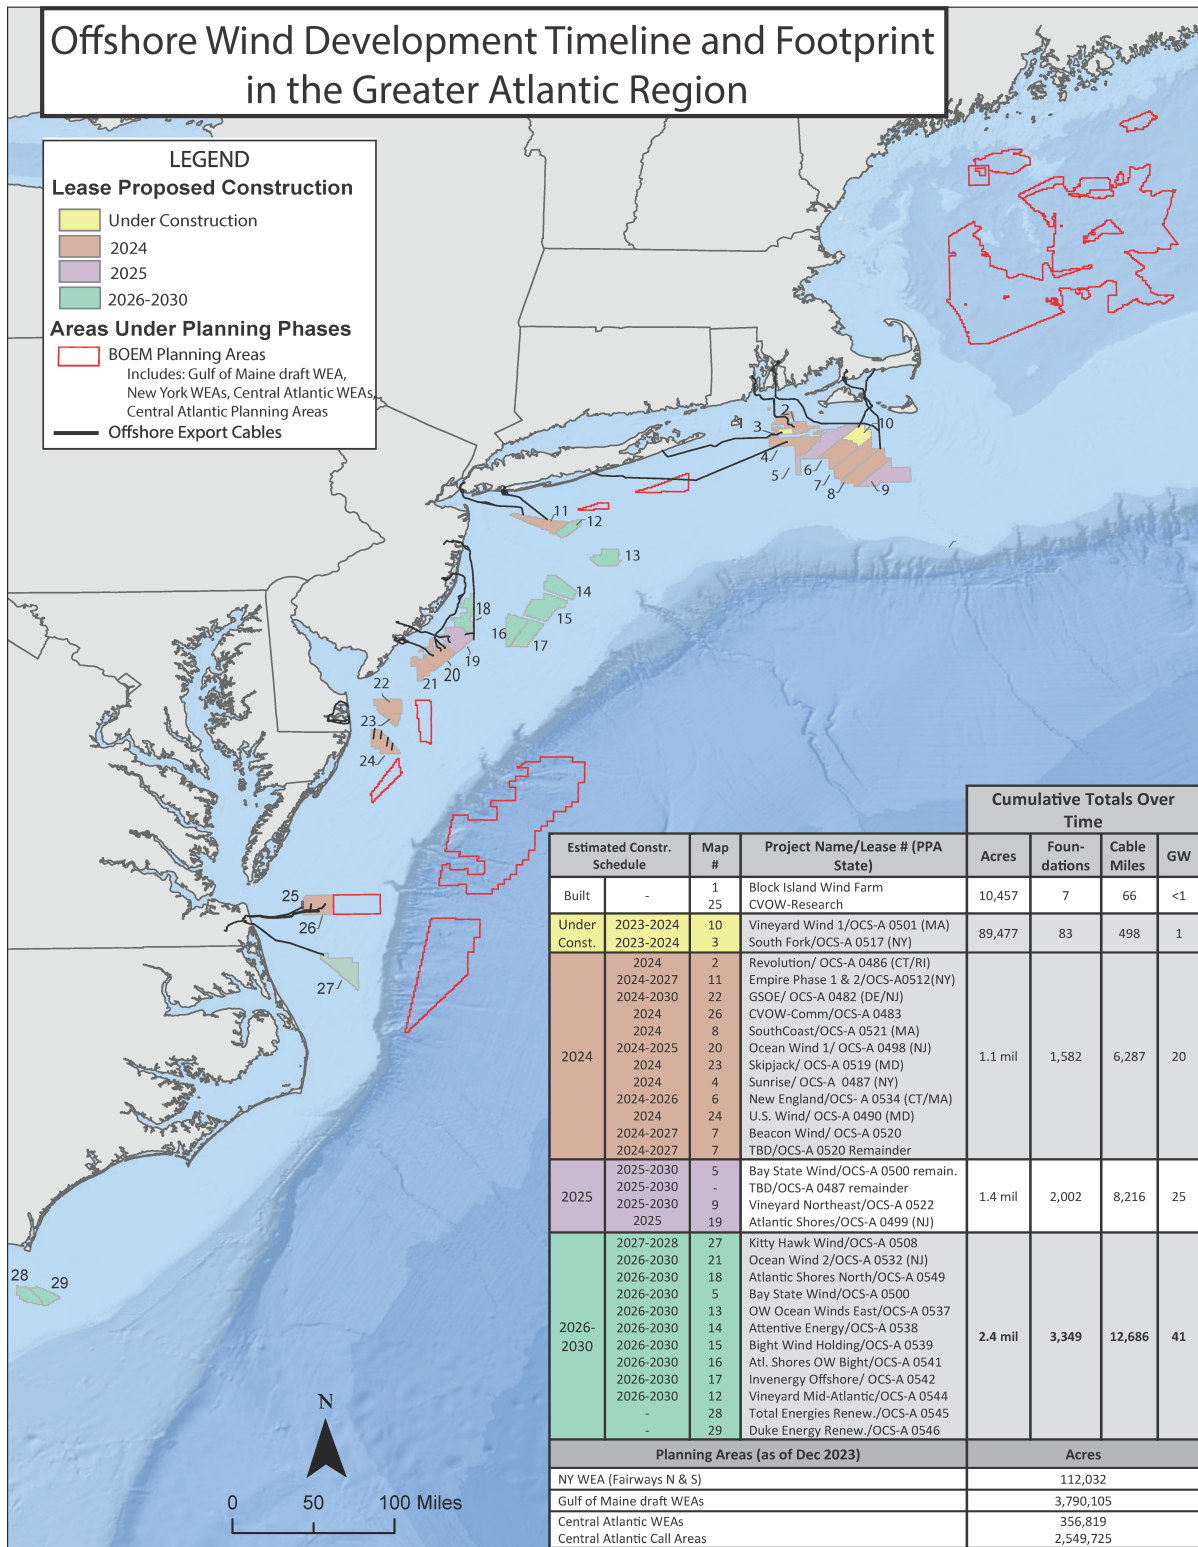 Offshore Wind Development Timeline and Footprint
in the Greater Atlantic Region
LEGEND
Lease Proposed Construction
Under Construction
2024
2025
2026-2030
Areas Under Planning Phases
BOEM Planning Areas
Includes: Gulf of Maine draft WEA,
New York WEAs, Central Atlantic WEAs,
Central Atlantic Planning Areas
Offshore Export Cables
1
2
3
10
4
5
6
7
8
9
11
12
13
14
15
16
17
18
19
20
21
22
23
24
25
26
27
28
29
N
0 50 100 Miles
Cumulative Totals Over
Time
Estimated Constr. Schedule Map # Project Name/Lease # (PPA State) Acres Foun-dations Cable Miles GW
Built - 1 Block Island Wind Farm 10,457 7 66 <1
25 CVOW-Research
Under Const. 2023-2024 10 Vineyard Wind 1/OCS-A 0501 (MA) 89,477 83 498 1
2023-2024 3 South Fork/OCS-A 0517 (NY)
2024 1.1 mil 1,582 6,287 20
2024 2 Revolution/ OCS-A 0486 (CT/RI)
2024-2027 11 Empire Phase 1 & 2/OCS-A0512(NY)
2024-2030 22 GSOE/ OCS-A 0482 (DE/NJ)
2024 26 CVOW-Comm/OCS-A 0483
2024 8 SouthCoast/OCS-A 0521 (MA)
2024-2025 20 Ocean Wind 1/ OCS-A 0498 (NJ)
2024 23 Skipjack/ OCS-A 0519 (MD)
2024 4 Sunrise/ OCS-A 0487 (NY)
2024-2026 6 New England/OCS- A 0534 (CT/MA)
2024 24 U.S. Wind/ OCS-A 0490 (MD)
2024-2027 7 Beacon Wind/ OCS-A 0520
2024-2027 7 TBD/OCS-A 0520 Remainder
2025 1.4 mil 2,002 8,216 25
2025-2030 5 Bay State Wind/OCS-A 0500 remain.
2025-2030 - TBD/OCS-A 0487 remainder
2025-2030 9 Vineyard Northeast/OCS-A 0522
2025 19 Atlantic Shores/OCS-A 0499 (NJ)
2026-2030 2.4 mil 3,349 12,686 41
2027-2028 27 Kitty Hawk Wind/OCS-A 0508
2026-2030 21 Ocean Wind 2/OCS-A 0532 (NJ)
2026-2030 18 Atlantic Shores North/OCS-A 0549
2026-2030 5 Bay State Wind/OCS-A 0500
2026-2030 13 OW Ocean Winds East/OCS-A 0537
2026-2030 14 Attentive Energy/OCS-A 0538
2026-2030 15 Bight Wind Holding/OCS-A 0539
2026-2030 16 Atl. Shores OW Bight/OCS-A 0541
2026-2030 17 Invenergy Offshore/ OCS-A 0542
2026-2030 12 Vineyard Mid-Atlantic/OCS-A 0544
- 28 Total Energies Renew./OCS-A 0545
- 29 Duke Energy Renew./OCS-A 0546
Planning Areas (as of Dec 2023) Acres
NY WEA (Fairways N & S) 112,032
Gulf of Maine draft WEAs 3,790,105
Central Atlantic WEAs 356,819
Central Atlantic Call Areas 2,549,725